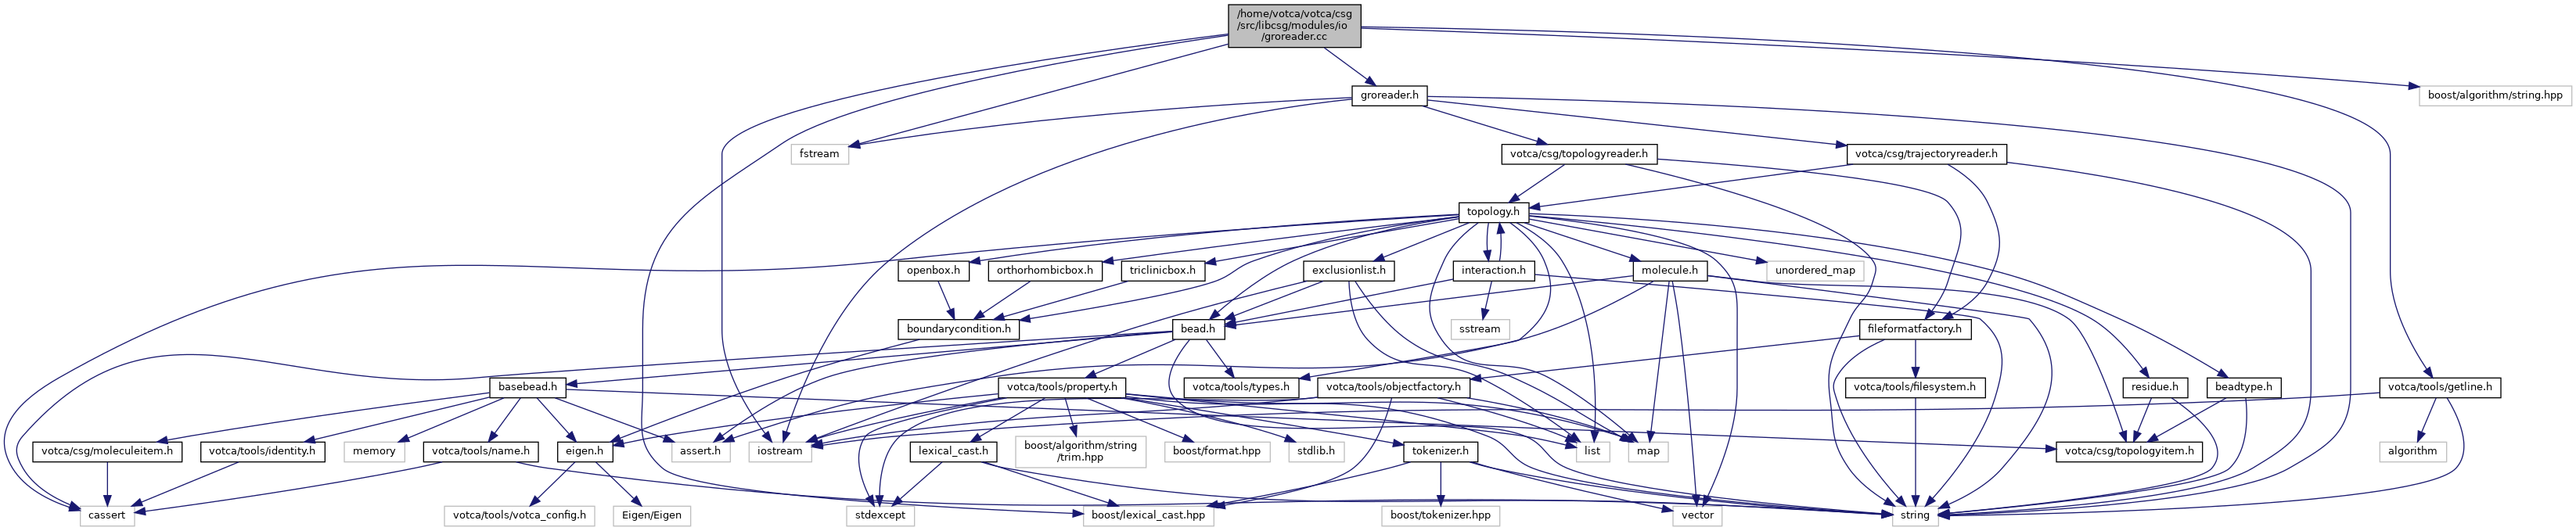 /home/votca/votca/csg
/src/libcsg/modules/io
/groreader.cc
groreader.h
boost/algorithm/string.hpp
fstream
votca/csg/topologyreader.h
votca/csg/trajectoryreader.h
topology.h
openbox.h
orthorhombicbox.h
triclinicbox.h
exclusionlist.h
interaction.h
molecule.h
unordered_map
boundarycondition.h
bead.h
sstream
fileformatfactory.h
basebead.h
votca/tools/property.h
votca/tools/types.h
votca/tools/objectfactory.h
votca/tools/filesystem.h
residue.h
beadtype.h
votca/tools/getline.h
votca/csg/moleculeitem.h
votca/tools/identity.h
memory
votca/tools/name.h
eigen.h
assert.h
iostream
lexical_cast.h
boost/algorithm/string
/trim.hpp
boost/format.hpp
stdlib.h
tokenizer.h
list
map
votca/csg/topologyitem.h
algorithm
cassert
votca/tools/votca_config.h
Eigen/Eigen
stdexcept
boost/lexical_cast.hpp
boost/tokenizer.hpp
vector
string